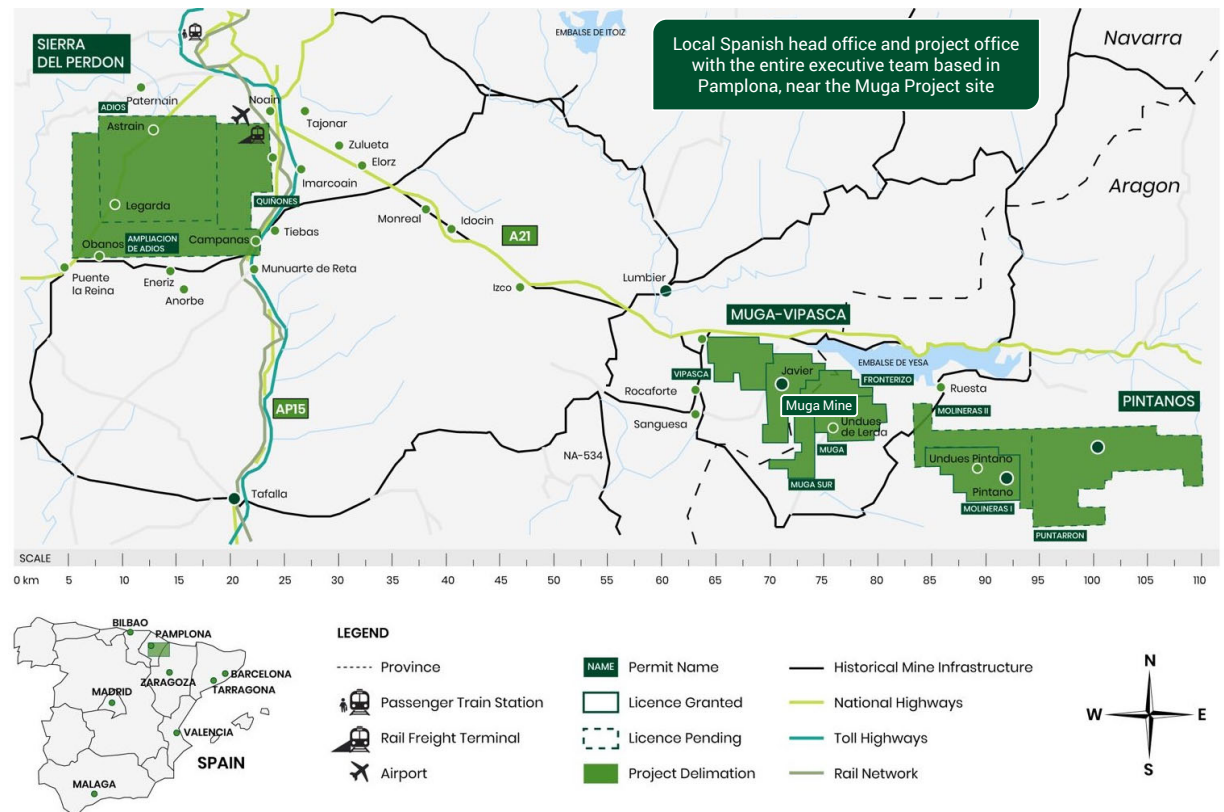 SIERRA
DEL PERDON
EMBALSE DE ITOIZ
Local Spanish head office and project office
with the entire executive team based in
Pamplona, near the Muga Project site
Navarra
Aragon
Paternain
ADIOS
Astrain
Noain
Tajonar
Zulueta
Elorz
Imarcoain
QUIÑONES
Legarda
Obanos
AMPLIACION
DE ADIOS
Campanas
Tiebas
Monreal
Idocin
A21
Puente
la Reina
Eneriz
Anorbe
Munuarte de Reta
Izco
Lumbier
MUGA-VIPASCA
EMBALSE DE YESA
VIPASCA
Javier
FRONTERIZO
Rocaforte
Ruesta
Muga Mine
MOLINERAS II
PINTANOS
AP15
Sanguesa
Undues
de Lerda
MUGA
NA-534
MUGA SUR
Undues Pintano
Pintano
MOLINERAS I
PUNTARRON
Tafalla
SCALE
0 km 5 10 15 20 25 30 35 40 45 50 55 60 65 70 75 80 85 90 95 100 105 110
BILBAO
PAMPLONA
ZARAGOZA
BARCELONA
TARRAGONA
MADRID
VALENCIA
SPAIN
MALAGA
LEGEND
Province
Passenger Train Station
Rail Freight Terminal
Airport
NAME Permit Name
Licence Granted
Licence Pending
Project Delimation
Historical Mine Infrastructure
National Highways
Toll Highways
Rail Network
N
W E
S